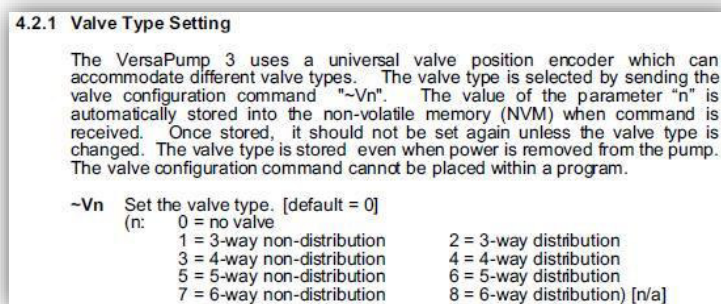 4.2.1 Valve Type Setting
The VersaPump 3 uses a universal valve position encoder which can
accommodate different valve types. The valve type is selected by sending the
valve configuration command "~Vn". The value of the parameter "n" is
automatically stored into the non-volatile memory (NVM) when command is
received. Once stored, it should not be set again unless the valve type is
changed. The valve type is stored even when power is removed from the pump.
The valve configuration command cannot be placed within a program.
~Vn Set the valve type. [default = 0]
(n: 0 = no valve
1 = 3-way non-distribution 2 = 3-way distribution
3 = 4-way non-distribution 4 = 4-way distribution
5 = 5-way non-distribution 6 = 5-way distribution
7 = 6-way non-distribution 8 = 6-way distribution) [n/a]